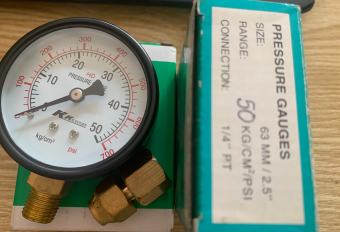 400
300
500
200
600
100
700
20
30
10
40
50
HD
PRESSURE
kg/cm²
psi
PRESSURE GAUGES
SIZE: 63 MM / 2.5"
RANGE: 50 KG/CM²/PSI
CONNECTION: 1/4" PT